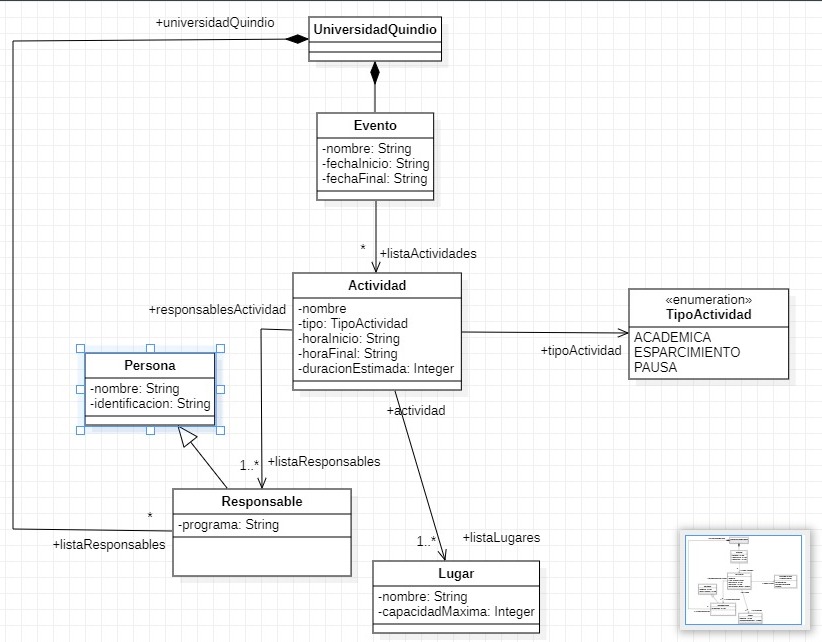 +universidadQuindio
UniversidadQuindio
Evento
-nombre: String
-fechaInicio: String
-fechaFinal: String
*
+listaActividades
Actividad
-nombre
-tipo: TipoActividad
-horaInicio: String
-horaFinal: String
-duracionEstimada: Integer
+responsablesActividad
«enumeration»
TipoActividad
ACADEMICA
ESPARCIMIENTO
PAUSA
+tipoActividad
Persona
-nombre: String
-identificacion: String
+actividad
1..*
+listaResponsables
Responsable
-programa: String
*
+listaResponsables
1..*
+listaLugares
Lugar
-nombre: String
-capacidadMaxima: Integer